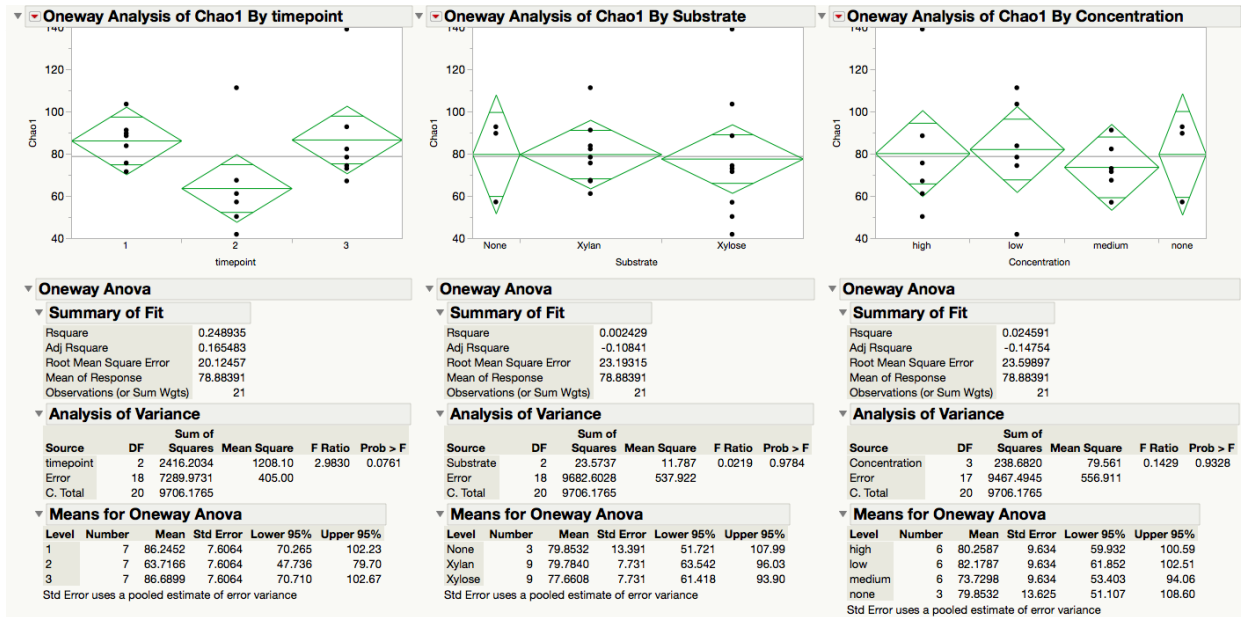 Oneway Analysis of Chao1 By timepoint
140
120
100
80
60
40
Chao1
1 2 3
timepoint
Oneway Anova
Summary of Fit
Rsquare 0.248935
Adj Rsquare 0.165483
Root Mean Square Error 20.12457
Mean of Response 78.88391
Observations (or Sum Wgts) 21
Analysis of Variance
Source DF Sum of Squares Mean Square F Ratio Prob > F
timepoint 2 2416.2034 1208.10 2.9830 0.0761
Error 18 7289.9731 405.00
C. Total 20 9706.1765
Means for Oneway Anova
Level Number Mean Std Error Lower 95% Upper 95%
1 7 86.2452 7.6064 70.265 102.23
2 7 63.7166 7.6064 47.736 79.70
3 7 86.6899 7.6064 70.710 102.67
Std Error uses a pooled estimate of error variance
Oneway Analysis of Chao1 By Substrate
140
120
100
80
60
40
Chao1
None Xylan Xylose
Substrate
Oneway Anova
Summary of Fit
Rsquare 0.002429
Adj Rsquare -0.10841
Root Mean Square Error 23.19315
Mean of Response 78.88391
Observations (or Sum Wgts) 21
Analysis of Variance
Source DF Sum of Squares Mean Square F Ratio Prob > F
Substrate 2 23.5737 11.787 0.0219 0.9784
Error 18 9682.6028 537.922
C. Total 20 9706.1765
Means for Oneway Anova
Level Number Mean Std Error Lower 95% Upper 95%
None 3 79.8532 13.391 51.721 107.99
Xylan 9 79.7840 7.731 63.542 96.03
Xylose 9 77.6608 7.731 61.418 93.90
Std Error uses a pooled estimate of error variance
Oneway Analysis of Chao1 By Concentration
140
120
100
80
60
40
Chao1
high low medium none
Concentration
Oneway Anova
Summary of Fit
Rsquare 0.024591
Adj Rsquare -0.14754
Root Mean Square Error 23.59897
Mean of Response 78.88391
Observations (or Sum Wgts) 21
Analysis of Variance
Source DF Sum of Squares Mean Square F Ratio Prob > F
Concentration 3 238.6820 79.561 0.1429 0.9328
Error 17 9467.4945 556.911
C. Total 20 9706.1765
Means for Oneway Anova
Level Number Mean Std Error Lower 95% Upper 95%
high 6 80.2587 9.634 59.932 100.59
low 6 82.1787 9.634 61.852 102.51
medium 6 73.7298 9.634 53.403 94.06
none 3 79.8532 13.625 51.107 108.60
Std Error uses a pooled estimate of error variance